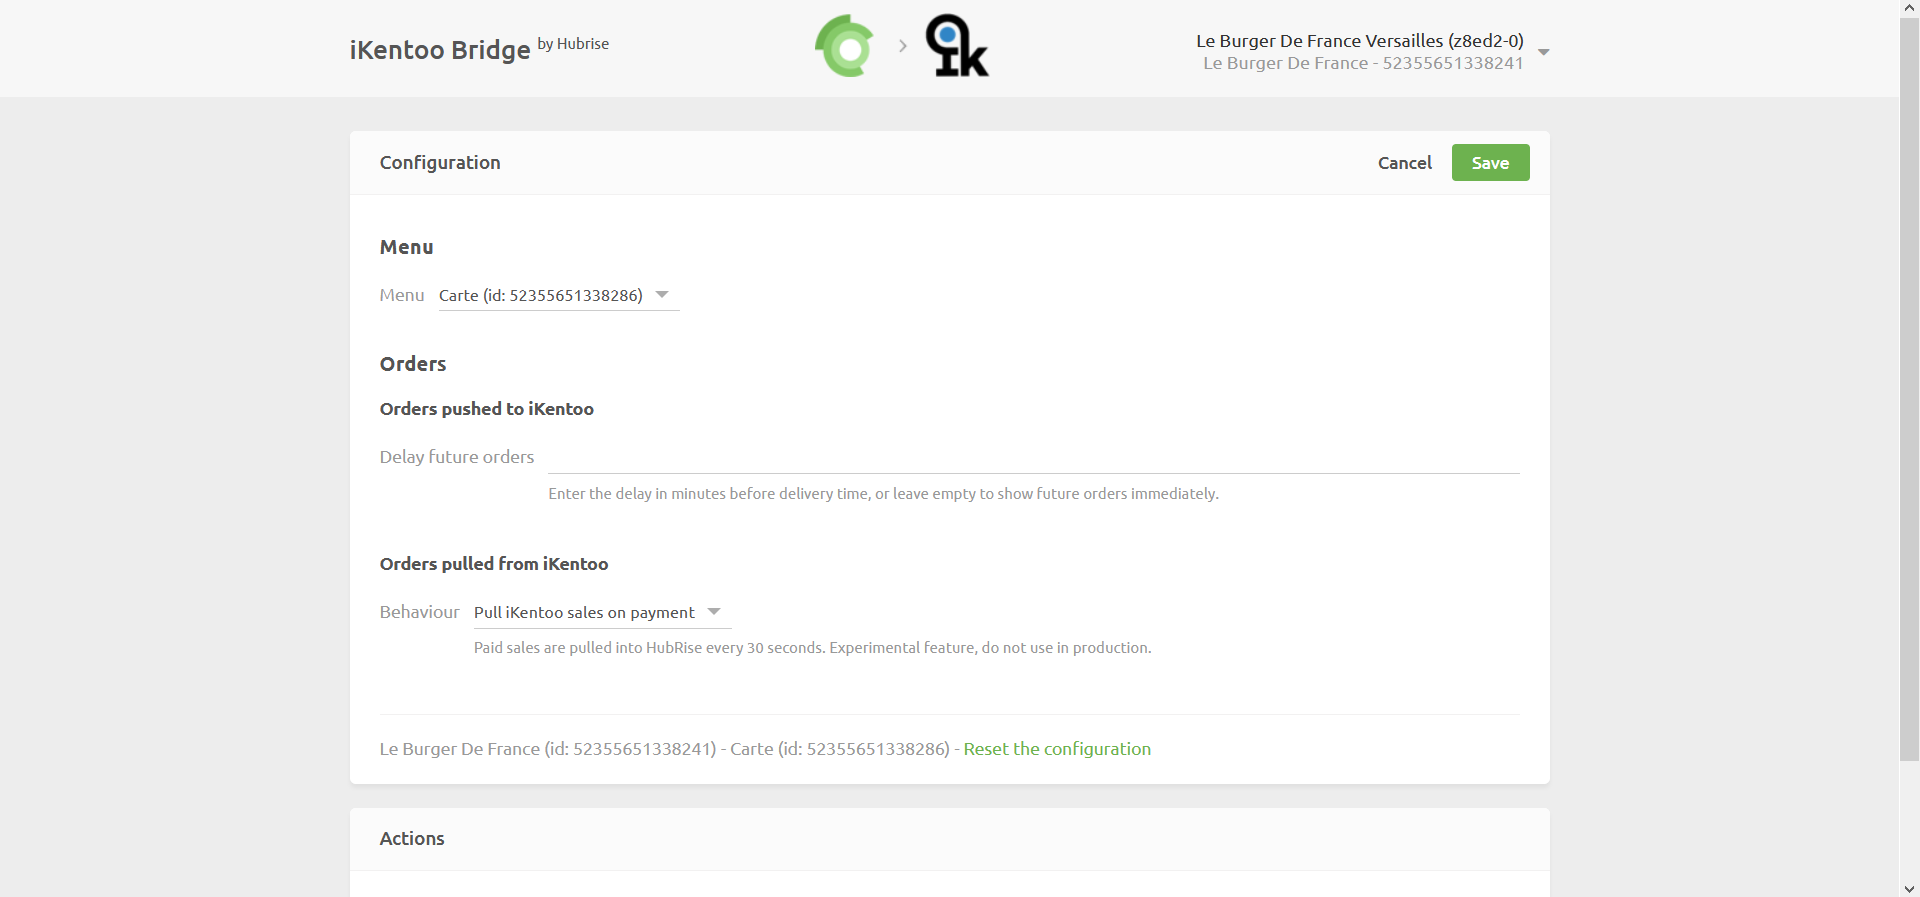 iKentoo Bridge by Hubrise
ik
Le Burger De France Versailles (z8ed2-0)
Le Burger De France - 52355651338241
Configuration
Cancel
Save
Menu
Menu Carte (id: 52355651338286)
Orders
Orders pushed to iKentoo
Delay future orders
Enter the delay in minutes before delivery time, or leave empty to show future orders immediately.
Orders pulled from iKentoo
Behaviour Pull iKentoo sales on payment
Paid sales are pulled into HubRise every 30 seconds. Experimental feature, do not use in production.
Le Burger De France (id: 52355651338241) - Carte (id: 52355651338286) - Reset the configuration
Actions